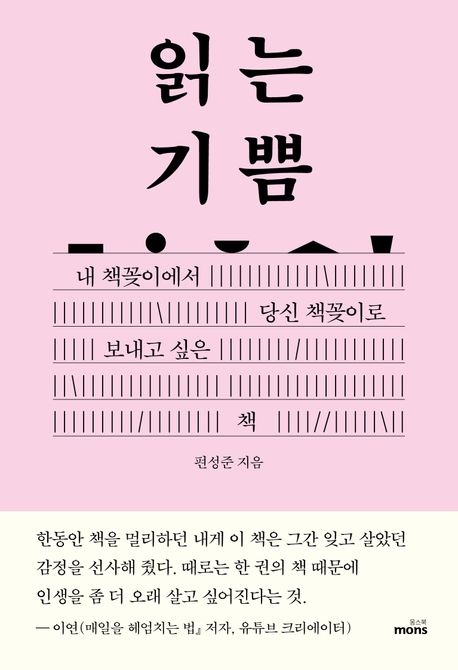 읽는
기쁨
내 책꽂이에서
당신 책꽂이로
보내고 싶은
책
편성준 지음
한동안 책을 멀리하던 내게 이 책은 그간 잊고 살았던
감정을 선사해 줬다. 때로는 한 권의 책 때문에
인생을 좀 더 오래 살고 싶어진다는 것.
— 이연(매일을 헤엄치는 법』 저자, 유튜브 크리에이터)
몽스북
mons